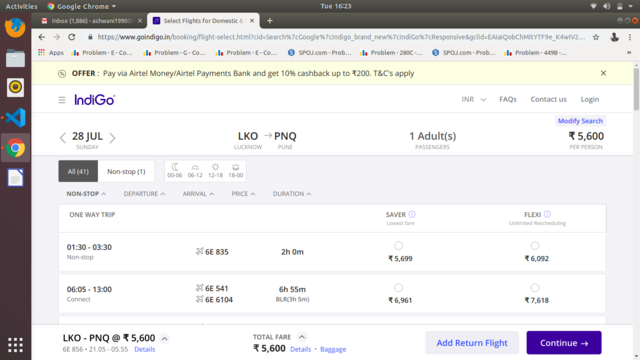 Activities Google Chrome Tue 16:23
Inbox (1,886) - ashwani19980 Select Flights for Domestic &
https://www.goindigo.in/booking/flight-select.html?cid=Search%7cGoogle%7cIndigo_brand_new%7cIndiGo%7cResponsive&gclid=EAIaIQobChMItYTF9e_K4wIV2...
Apps Problem - E - Co... Problem - G - Co... Problem - E - Co... SPOJ.com - Proble... Problem - 280C -... SPOJ.com - Proble... Problem - 449B -... »
OFFER : Pay via Airtel Money/Airtel Payments Bank and get 10% cashback up to ₹200. T&C's apply
IndiGo INR FAQs Contact us Login
Modify Search
28 JUL LKO PNQ 1 Adult(s) ₹ 5,600
SUNDAY LUCKNOW PUNE PASSENGERS PER PERSON
All (41) Non-stop (1) 00-06 06-12 12-18 18-00
NON-STOP DEPARTURE ARRIVAL PRICE DURATION
ONE WAY TRIP SAVER FLEXI
Lowest fare Unlimited Rescheduling
01:30 - 03:30 6E 835 2h 0m
Non-stop ₹ 5,699 ₹ 6,092
06:05 - 13:00 6E 541 6h 55m
Connect 6E 6104 BLR(3h 5m) ₹ 6,961 ₹ 7,618
LKO - PNQ @ ₹ 5,600 TOTAL FARE Add Return Flight Continue →
6E 856 • 21.05 - 05.55 Details ₹ 5,600 Details • Baggage